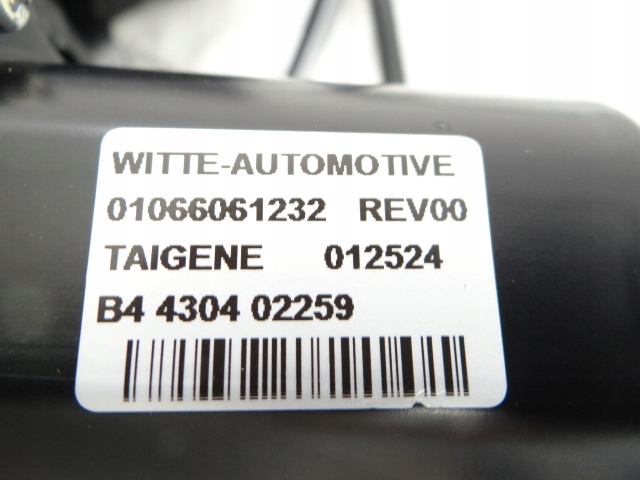 WITTE-AUTOMOTIVE
01066061232 REV00
TAIGENE 012524
B4 4304 02259